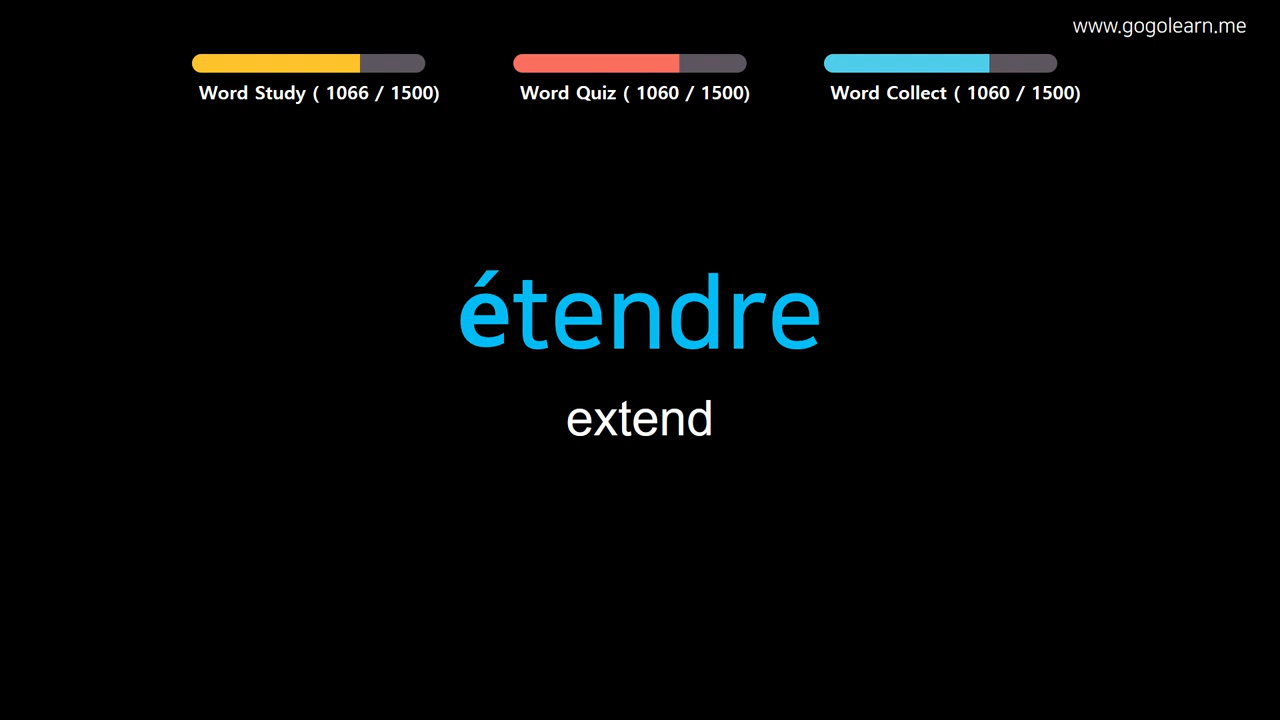 www.gogolearn.me
Word Study ( 1066 / 1500)
Word Quiz ( 1060 / 1500)
Word Collect ( 1060 / 1500)
étendre
extend